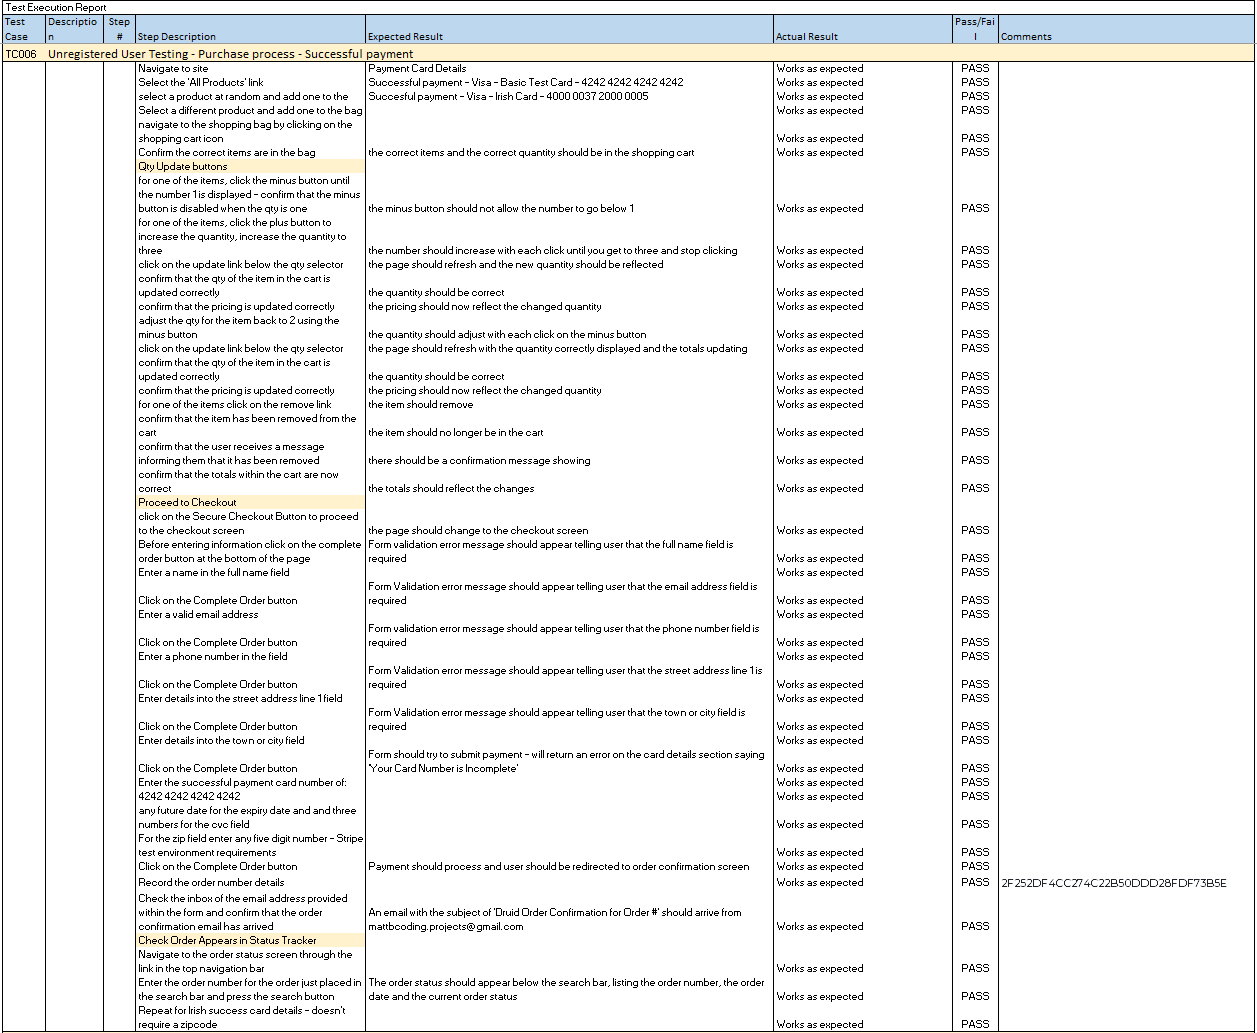 Test Execution Report
Test Case Descriptio n Step # Step Description Expected Result Actual Result Pass/Fai l Comments
TC006 Unregistered User Testing - Purchase process - Successful payment
Navigate to site Payment Card Details Works as expected PASS
Select the 'All Products' link Successful payment - Visa - Basic Test Card - 4242 4242 4242 4242 Works as expected PASS
select a product at random and add one to the Succesful payment - Visa - Irish Card - 4000 0037 2000 0005 Works as expected PASS
Select a different product and add one to the bag Works as expected PASS
navigate to the shopping bag by clicking on the
shopping cart icon Works as expected PASS
Confirm the correct items are in the bag the correct items and the correct quantity should be in the shopping cart Works as expected PASS
Qty Update buttons
for one of the items, click the minus button until
the number 1 is displayed - confirm that the minus
button is disabled when the qty is one the minus button should not allow the number to go below 1 Works as expected PASS
for one of the items, click the plus button to
increase the quantity, increase the quantity to
three the number should increase with each click until you get to three and stop clicking Works as expected PASS
click on the update link below the qty selector the page should refresh and the new quantity should be reflected Works as expected PASS
confirm that the qty of the item in the cart is
updated correctly the quantity should be correct Works as expected PASS
confirm that the pricing is updated correctly the pricing should now reflect the changed quantity Works as expected PASS
adjust the qty for the item back to 2 using the
minus button the quantity should adjust with each click on the minus button Works as expected PASS
click on the update link below the qty selector the page should refresh with the quantity correctly displayed and the totals updating Works as expected PASS
confirm that the qty of the item in the cart is
updated correctly the quantity should be correct Works as expected PASS
confirm that the pricing is updated correctly the pricing should now reflect the changed quantity Works as expected PASS
for one of the items click on the remove link the item should remove Works as expected PASS
confirm that the item has been removed from the
cart the item should no longer be in the cart Works as expected PASS
confirm that the user receives a message
informing them that it has been removed there should be a confirmation message showing Works as expected PASS
confirm that the totals within the cart are now
correct the totals should reflect the changes Works as expected PASS
Proceed to Checkout
click on the Secure Checkout Button to proceed
to the checkout screen the page should change to the checkout screen Works as expected PASS
Before entering information click on the complete Form validation error message should appear telling user that the full name field is
order button at the bottom of the page required Works as expected PASS
Enter a name in the full name field Works as expected PASS
Form Validation error message should appear telling user that the email address field is
Click on the Complete Order button required Works as expected PASS
Enter a valid email address Works as expected PASS
Form validation error message should appear telling user that the phone number field is
Click on the Complete Order button required Works as expected PASS
Enter a phone number in the field Works as expected PASS
Form Validation error message should appear telling user that the street address line 1 is
Click on the Complete Order button required Works as expected PASS
Enter details into the street address line 1 field Works as expected PASS
Form Validation error message should appear telling user that the town or city field is
Click on the Complete Order button required Works as expected PASS
Enter details into the town or city field Works as expected PASS
Form should try to submit payment - will return an error on the card details section saying
Click on the Complete Order button 'Your Card Number is Incomplete' Works as expected PASS
Enter the successful payment card number of: Works as expected PASS
4242 4242 4242 4242 Works as expected PASS
any future date for the expiry date and and three
numbers for the cvc field Works as expected PASS
For the zip field enter any five digit number - Stripe
test environment requirements Works as expected PASS
Click on the Complete Order button Payment should process and user should be redirected to order confirmation screen Works as expected PASS
Record the order number details Works as expected PASS 2F252DF4CC274C22B50DDD28FDF73B5E
Check the inbox of the email address provided
within the form and confirm that the order An email with the subject of 'Druid Order Confirmation for Order #' should arrive from
confirmation email has arrived mattbcoding.projects@gmail.com Works as expected PASS
Check Order Appears in Status Tracker
Navigate to the order status screen through the
link in the top navigation bar Works as expected PASS
Enter the order number for the order just placed in The order status should appear below the search bar, listing the order number, the order
the search bar and press the search button date and the current order status Works as expected PASS
Repeat for Irish success card details - doesn't
require a zipcode Works as expected PASS